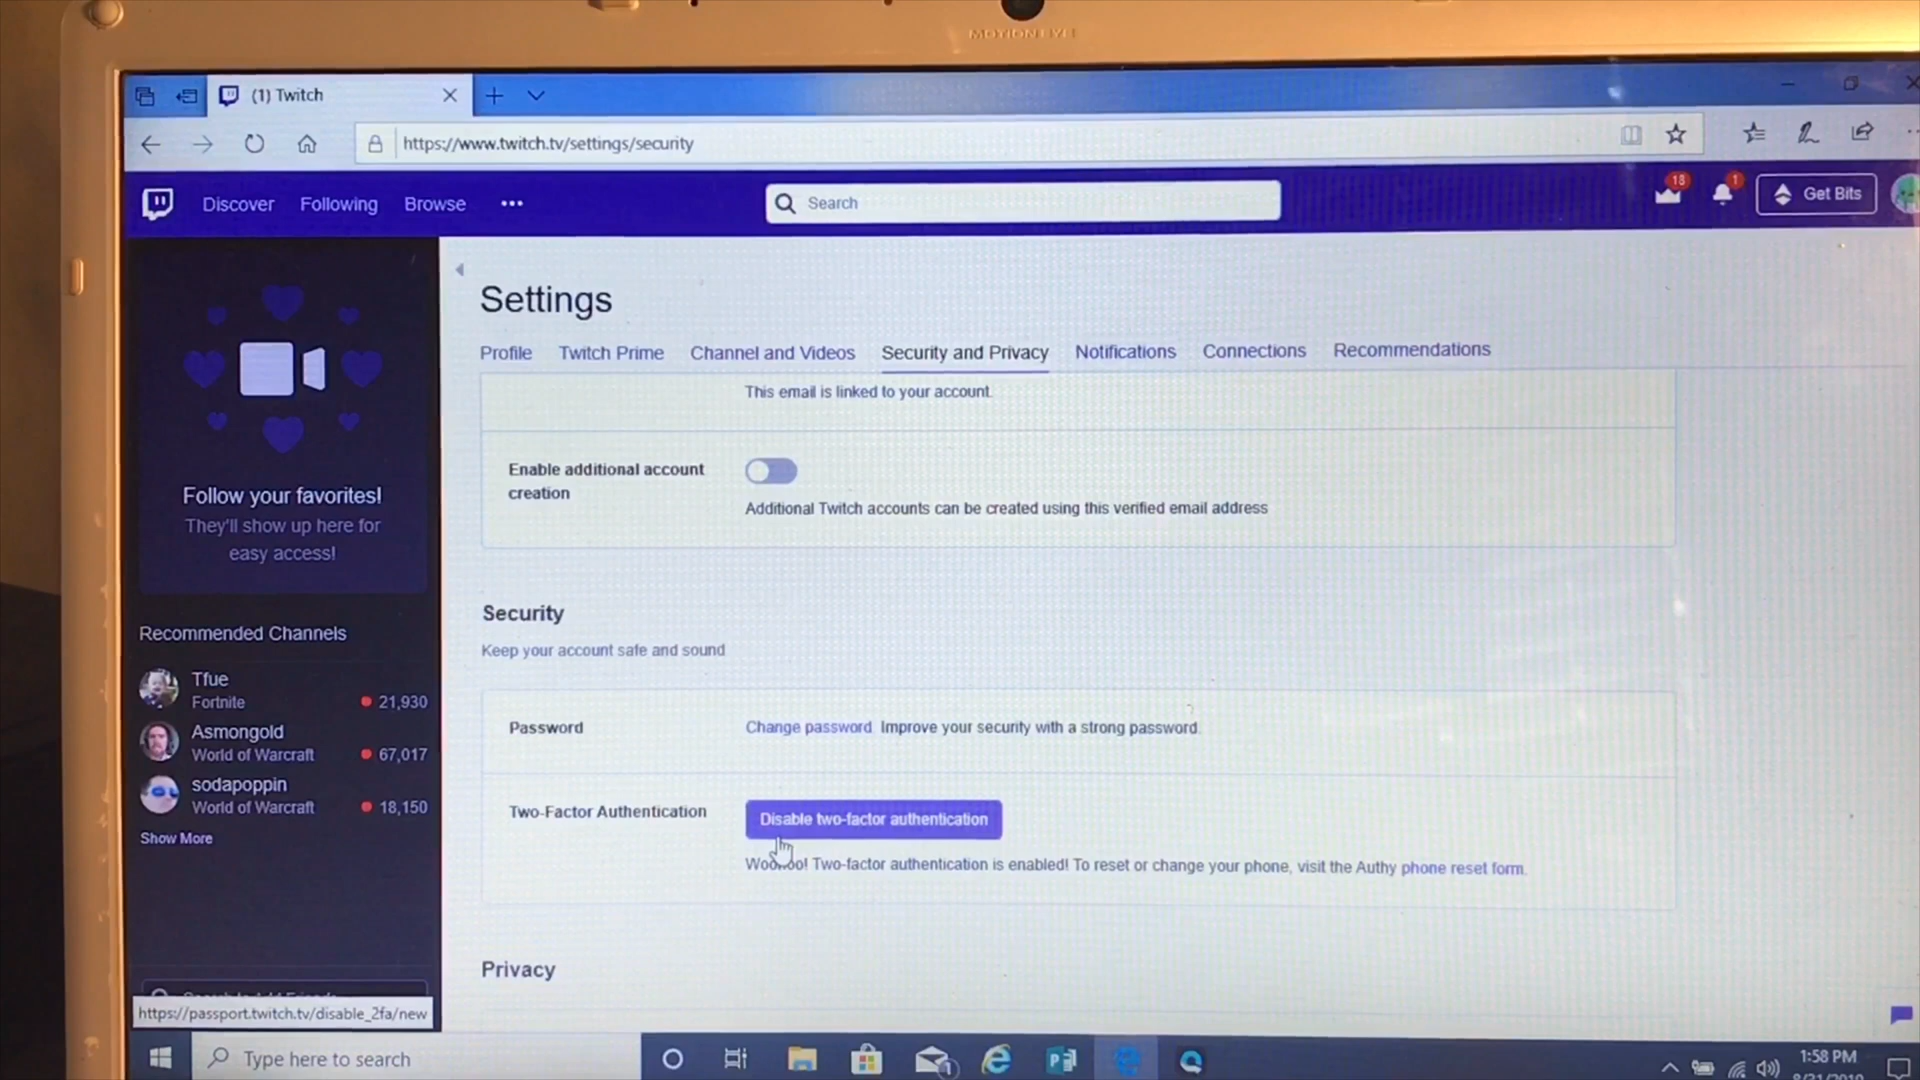 MOTION EYE
(1) Twitch
https://www.twitch.tv/settings/security
Discover Following Browse
Search
18
1
Get Bits
Settings
Profile Twitch Prime Channel and Videos Security and Privacy Notifications Connections Recommendations
This email is linked to your account.
Enable additional account
creation
Additional Twitch accounts can be created using this verified email address
Follow your favorites!
They'll show up here for
easy access!
Security
Keep your account safe and sound
Recommended Channels
Tfue
Fortnite 21,930
Asmongold
World of Warcraft 67,017
sodapoppin
World of Warcraft 18,150
Show More
Password
Change password Improve your security with a strong password.
Two-Factor Authentication
Disable two-factor authentication
Two-factor authentication is enabled! To reset or change your phone, visit the Authy phone reset form.
Privacy
https://passport.twitch.tv/disable_2fa/new
Type here to search
1
1:58 PM